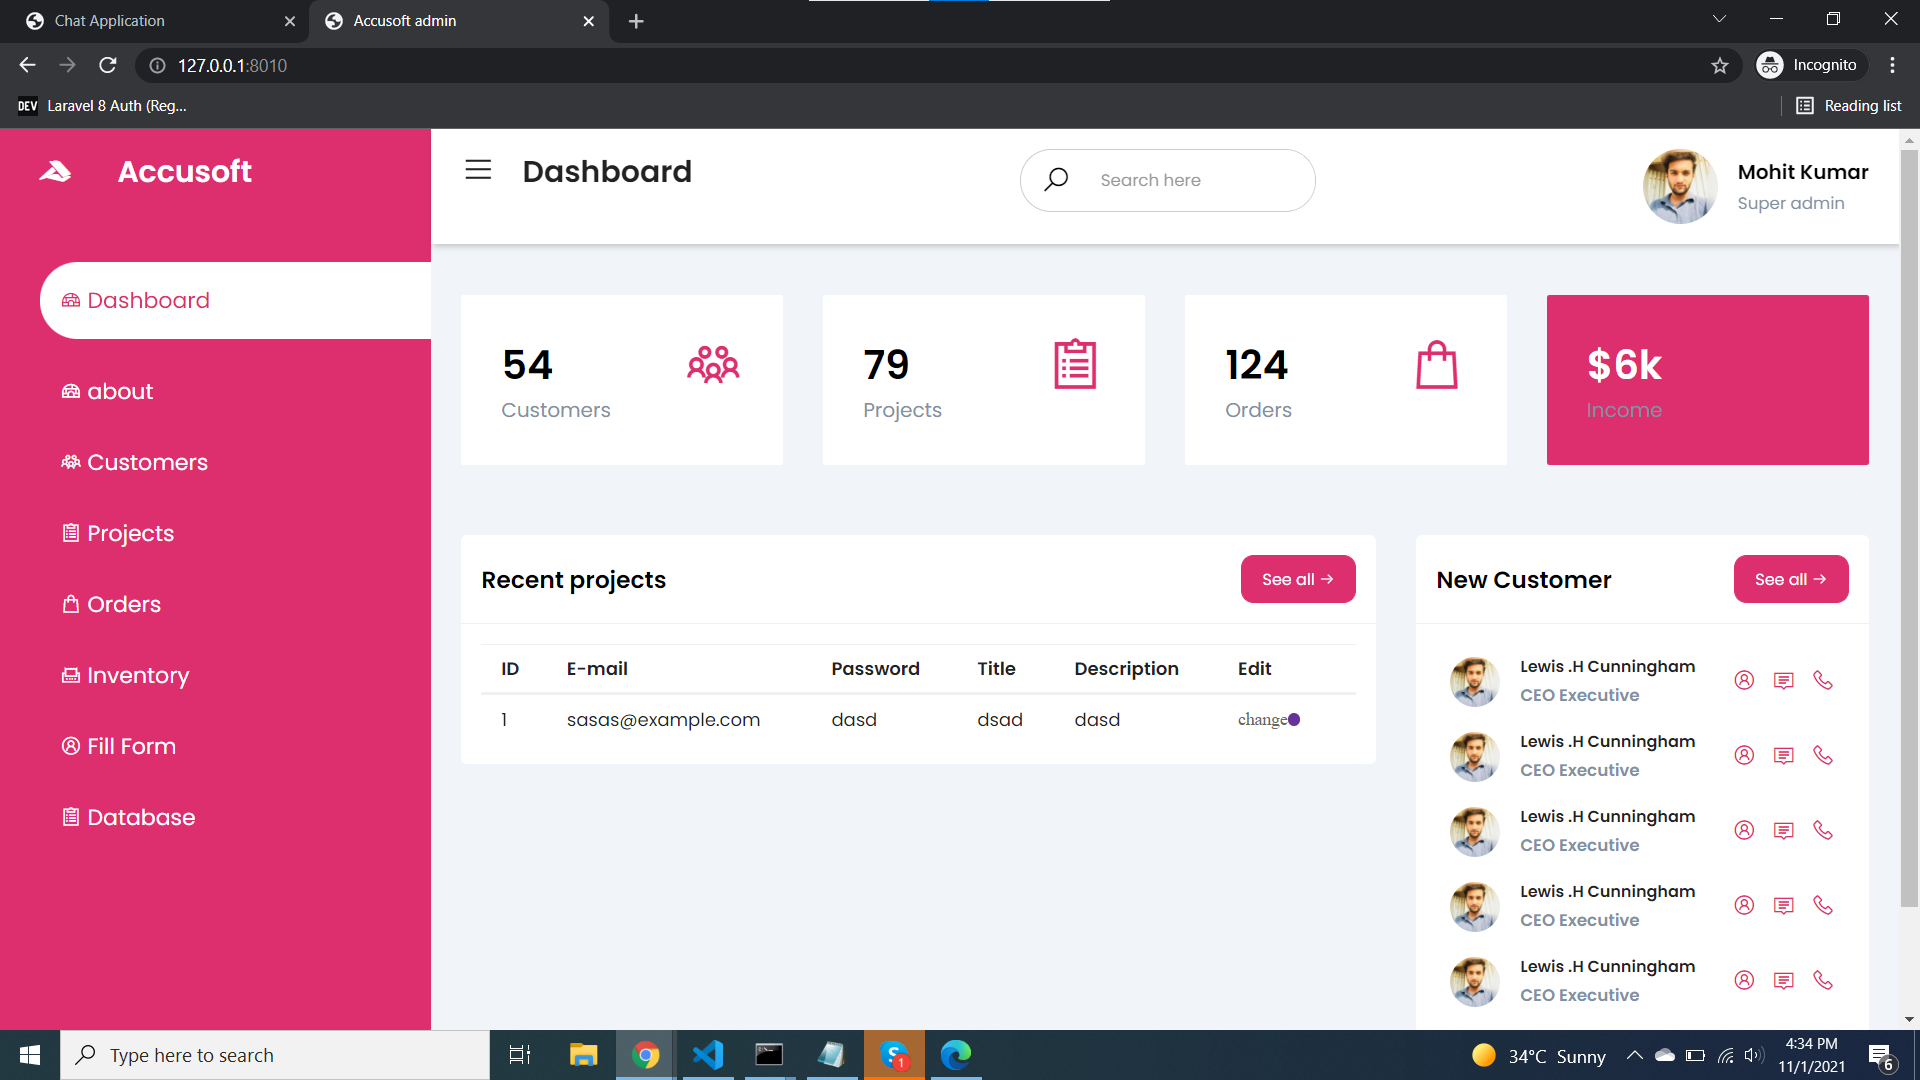 Chat Application
Accusoft admin
127.0.0.1:8010
Incognito
DEV Laravel 8 Auth (Reg...
Reading list
Accusoft
Dashboard
about
Customers
Projects
Orders
Inventory
Fill Form
Database
Dashboard
Search here
Mohit Kumar
Super admin
54
Customers
79
Projects
124
Orders
$6k
Income
Recent projects
See all →
ID E-mail Password Title Description Edit
1 sasas@example.com dasd dsad dasd change
New Customer
See all →
Lewis .H Cunningham
CEO Executive
Lewis .H Cunningham
CEO Executive
Lewis .H Cunningham
CEO Executive
Lewis .H Cunningham
CEO Executive
Lewis .H Cunningham
CEO Executive
Type here to search
S 1
34°C Sunny
4:34 PM
11/1/2021
6